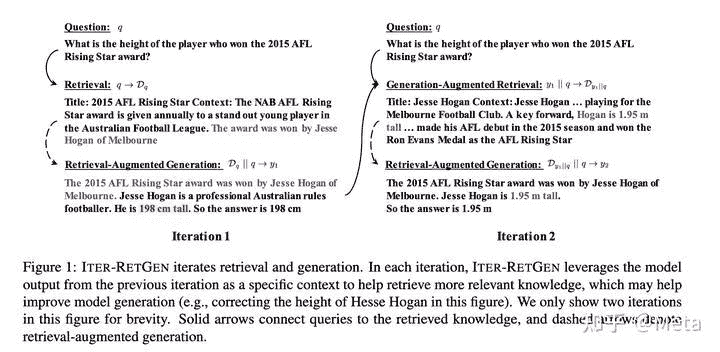 Question: q
What is the height of the player who won the 2015 AFL
Rising Star award?
Retrieval: q → D_q
Title: 2015 AFL Rising Star Context: The NAB AFL Rising
Star award is given annually to a stand out young player in
the Australian Football League. The award was won by Jesse
Hogan of Melbourne
Retrieval-Augmented Generation: D_q || q → y₁
The 2015 AFL Rising Star award was won by Jesse Hogan of
Melbourne. Jesse Hogan is a professional Australian rules
footballer. He is 198 cm tall. So the answer is 198 cm
Iteration 1
Question: q
What is the height of the player who won the 2015 AFL
Rising Star award?
Generation-Augmented Retrieval: y₁ || q → D_y₁||q
Title: Jesse Hogan Context: Jesse Hogan … playing for the
Melbourne Football Club. A key forward, Hogan is 1.95 m
tall … made his AFL debut in the 2015 season and won the
Ron Evans Medal as the AFL Rising Star
Retrieval-Augmented Generation: D_y₁||q || q → y₂
The 2015 AFL Rising Star award was won by Jesse Hogan of
Melbourne. Jesse Hogan is 1.95 m tall.
So the answer is 1.95 m
Iteration 2
Figure 1: ITER-RETGEN iterates retrieval and generation. In each iteration, ITER-RETGEN leverages the model
output from the previous iteration as a specific context to help retrieve more relevant knowledge, which may help
improve model generation (e.g., correcting the height of Hesse Hogan in this figure). We only show two iterations
in this figure for brevity. Solid arrows connect queries to the retrieved knowledge, and dashed arrows denote
retrieval-augmented generation.
知乎 @Meta